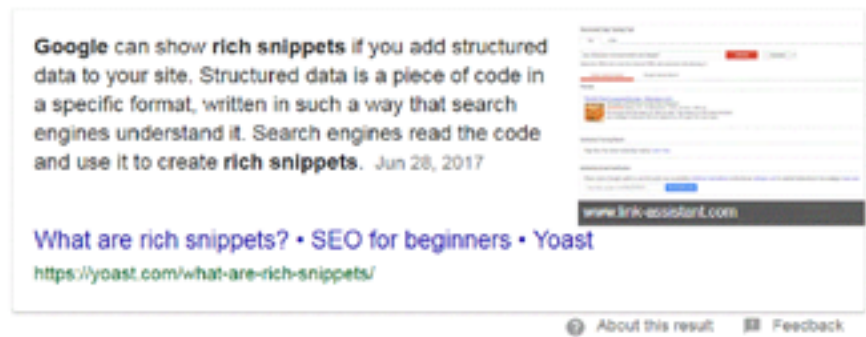 Google can show rich snippets if you add structured
data to your site. Structured data is a piece of code in
a specific format, written in such a way that search
engines understand it. Search engines read the code
and use it to create rich snippets. Jun 28, 2017
www.link-assistant.com
What are rich snippets? • SEO for beginners • Yoast
https://yoast.com/what-are-rich-snippets/
About this result
Feedback